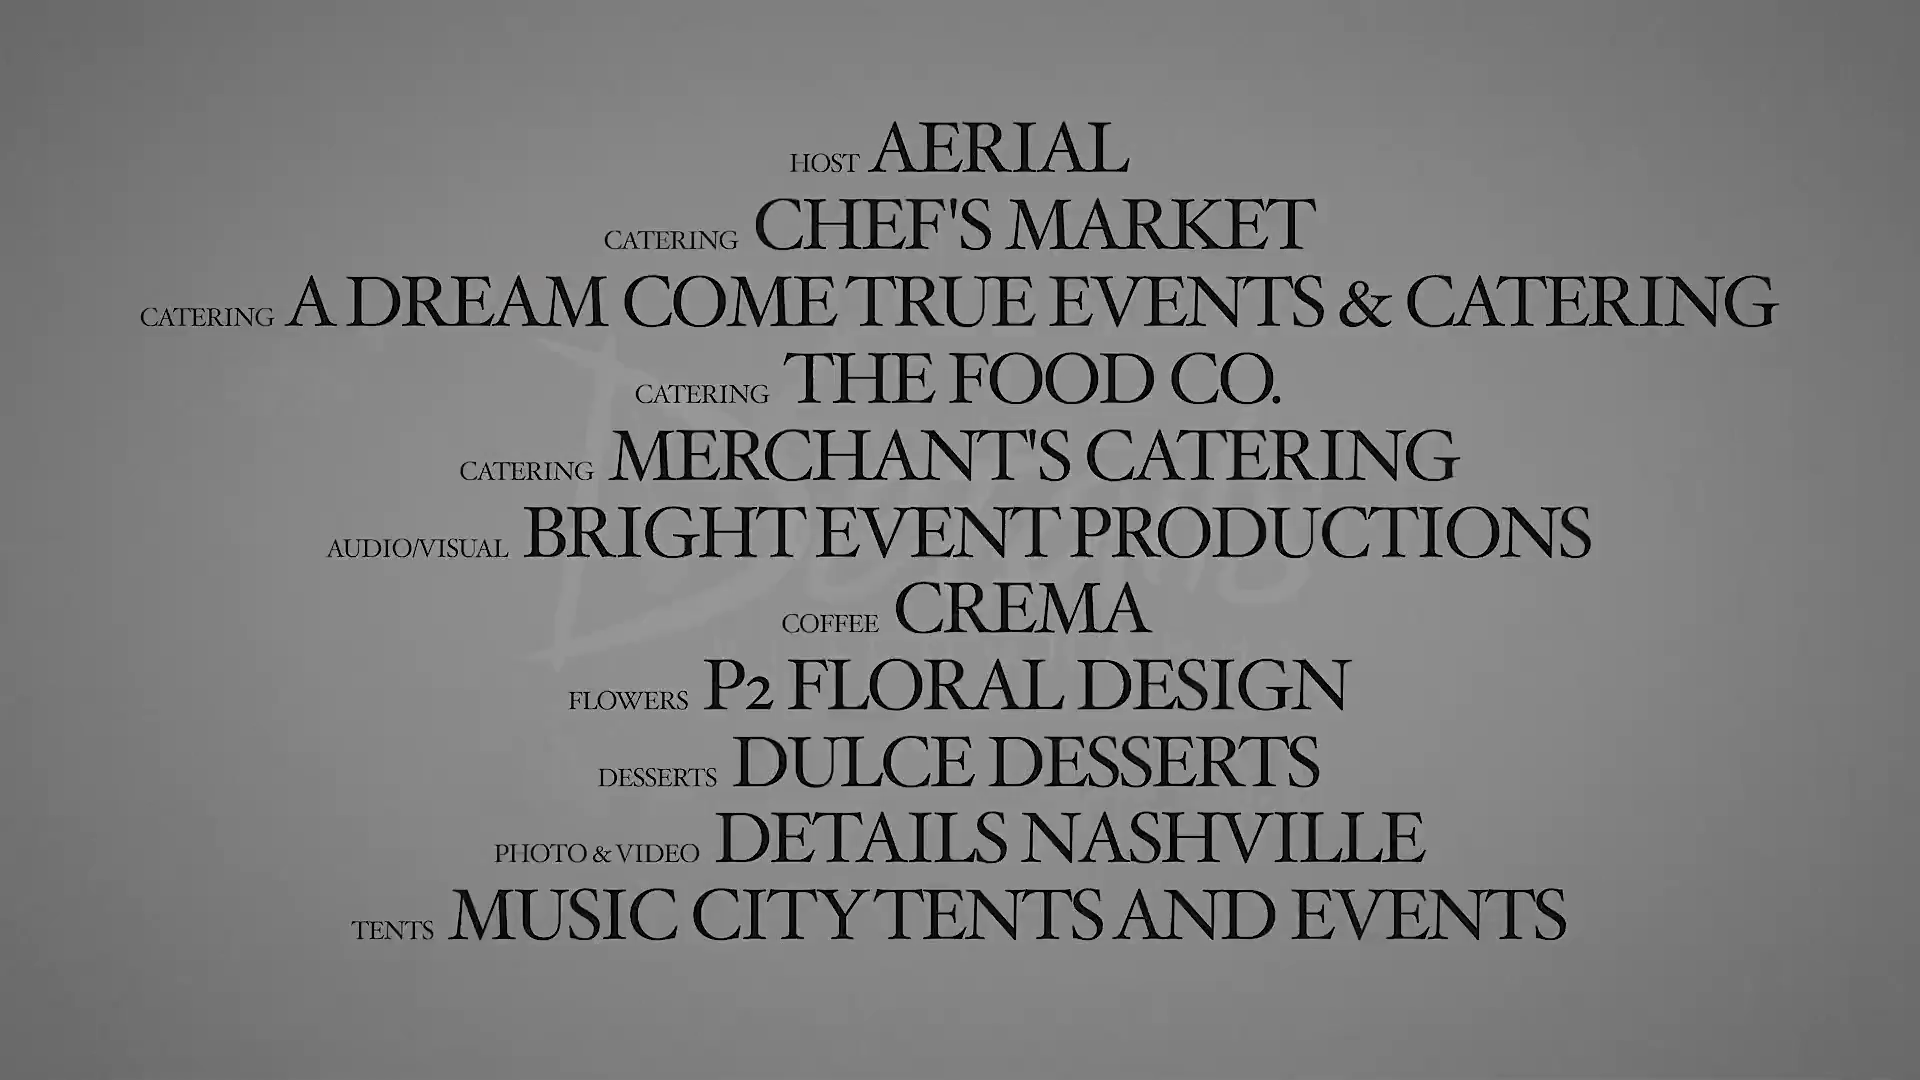 HOST AERIAL
CATERING CHEF'S MARKET
CATERING A DREAM COME TRUE EVENTS & CATERING
CATERING THE FOOD CO.
CATERING MERCHANT'S CATERING
AUDIO/VISUAL BRIGHT EVENT PRODUCTIONS
COFFEE CREMA
FLOWERS P2 FLORAL DESIGN
DESSERTS DULCE DESSERTS
PHOTO & VIDEO DETAILS NASHVILLE
TENTS MUSIC CITY TENTS AND EVENTS